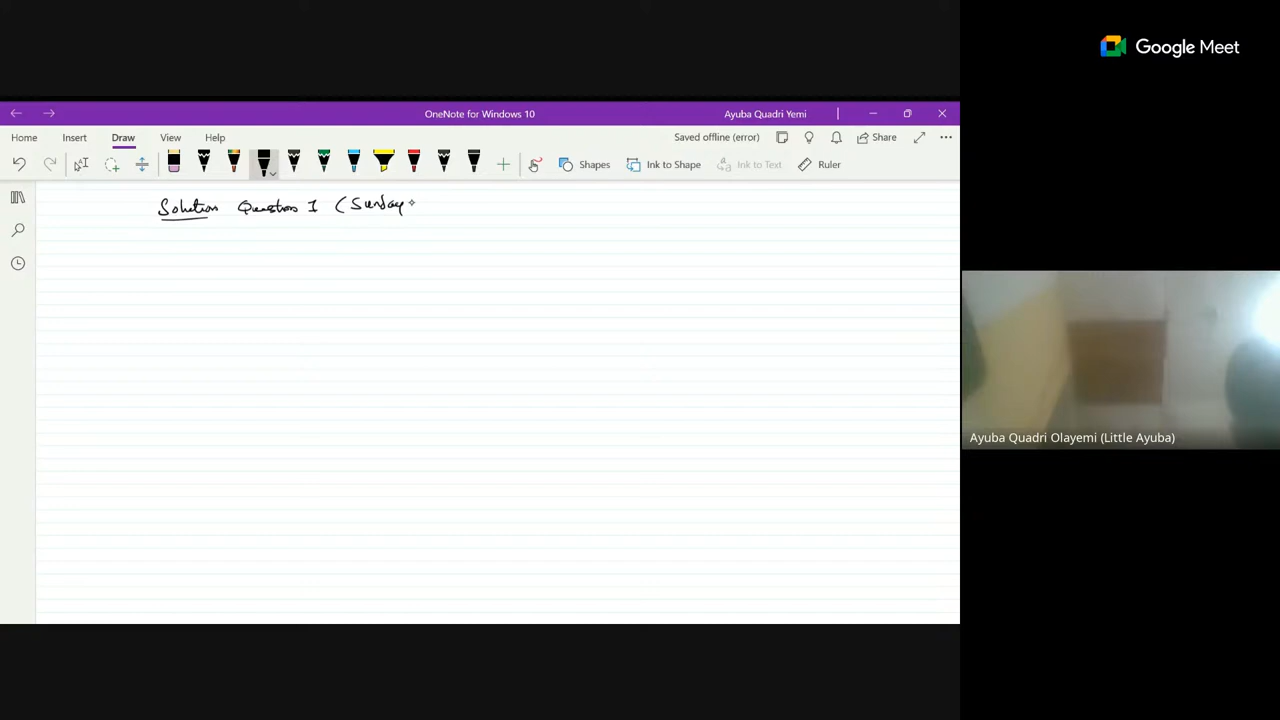 Google Meet
OneNote for Windows 10
Ayuba Quadri Yemi
Home
Insert
Draw
View
Help
Saved offline (error)
Share
Shapes
Ink to Shape
Ink to Text
Ruler
Solution Question 1 (Sunday
Ayuba Quadri Olayemi (Little Ayuba)